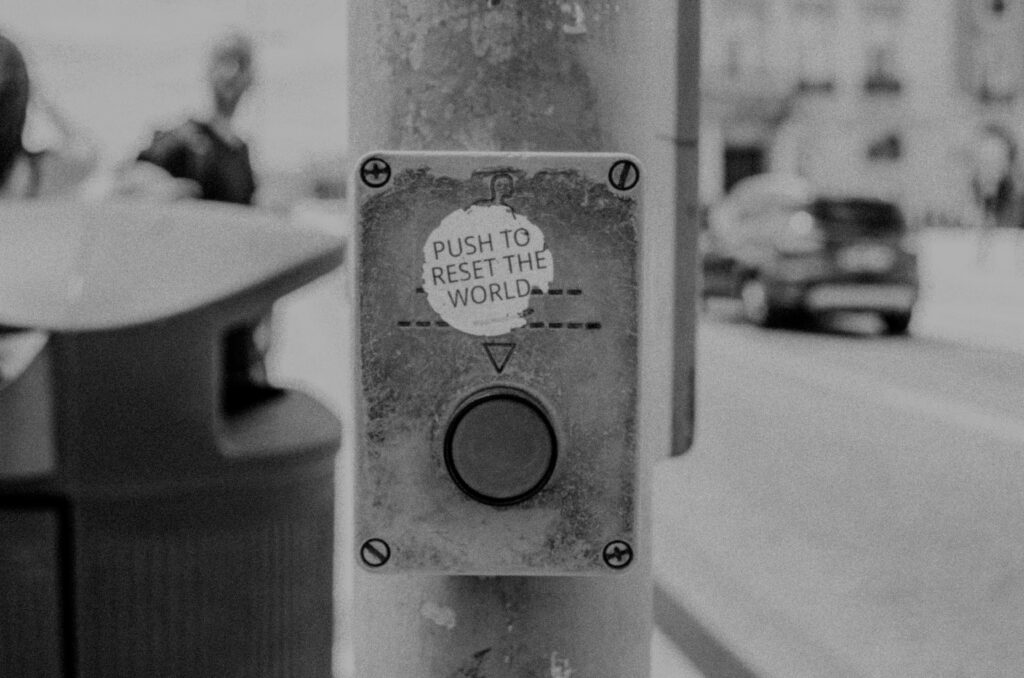 PUSH TO
RESET THE
WORLD